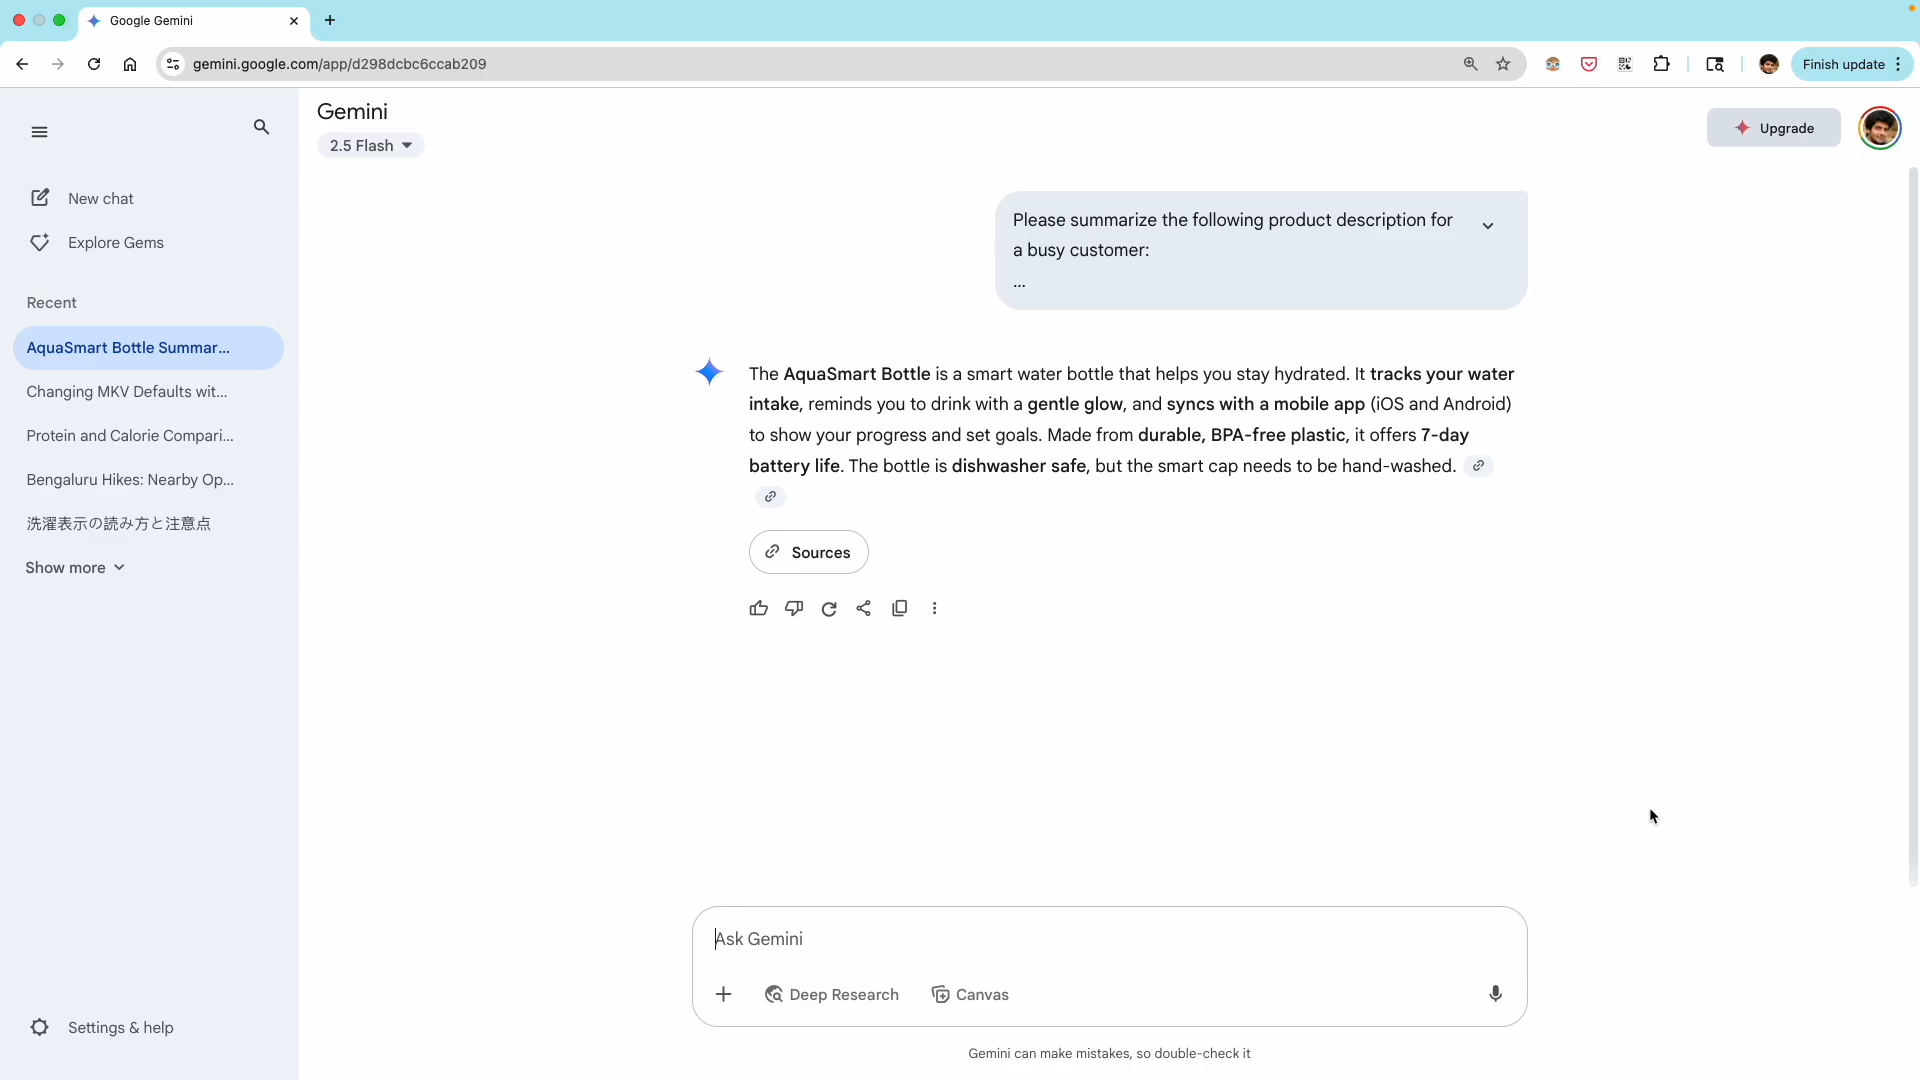 Google Gemini
gemini.google.com/app/d298dcbc6ccab209
Finish update
Gemini
2.5 Flash
Upgrade
New chat
Explore Gems
Recent
AquaSmart Bottle Summar...
Changing MKV Defaults wit...
Protein and Calorie Compari...
Bengaluru Hikes: Nearby Op...
洗濯表示の読み方と注意点
Show more
Settings & help
Please summarize the following product description for
a busy customer:
...
The AquaSmart Bottle is a smart water bottle that helps you stay hydrated. It tracks your water
intake, reminds you to drink with a gentle glow, and syncs with a mobile app (iOS and Android)
to show your progress and set goals. Made from durable, BPA-free plastic, it offers 7-day
battery life. The bottle is dishwasher safe, but the smart cap needs to be hand-washed.
Sources
Ask Gemini
Deep Research
Canvas
Gemini can make mistakes, so double-check it